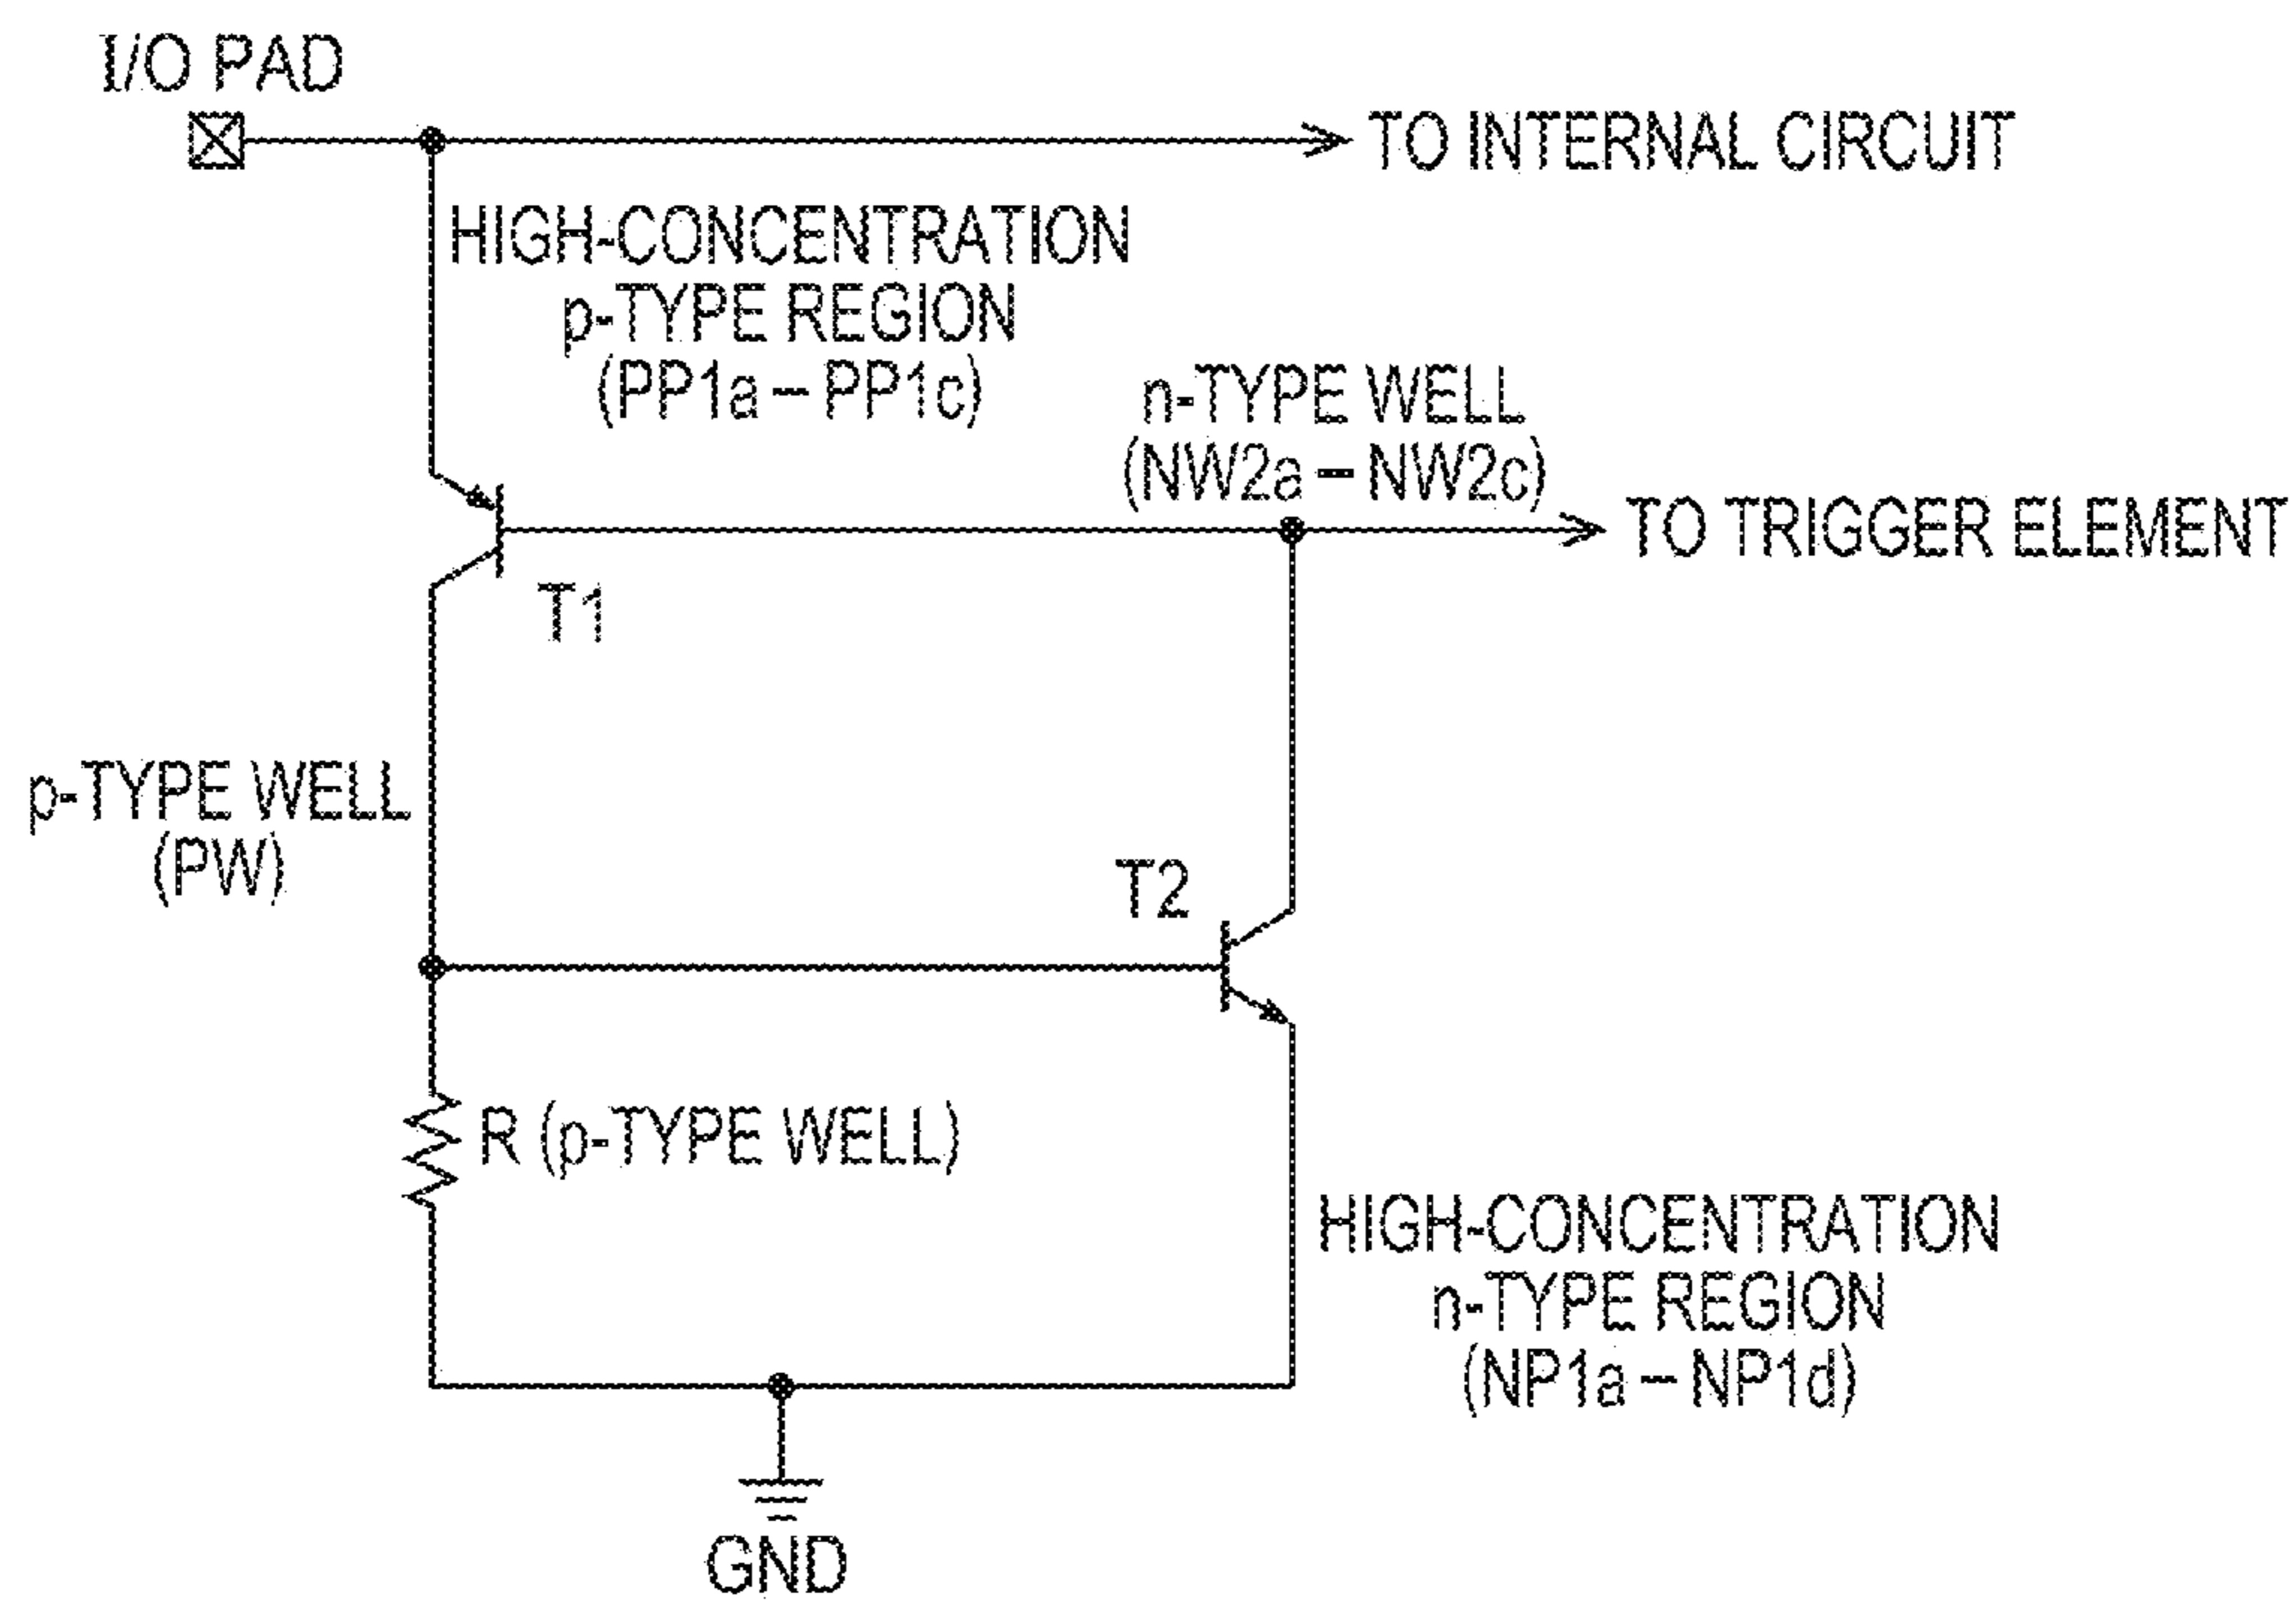 I/O PAD
TO INTERNAL CIRCUIT
HIGH-CONCENTRATION
p-TYPE REGION
(PP1a – PP1c)
n-TYPE WELL
(NW2a – NW2c)
TO TRIGGER ELEMENT
T1
p-TYPE WELL
(PW)
T2
R (p-TYPE WELL)
HIGH-CONCENTRATION
n-TYPE REGION
(NP1a – NP1d)
GND